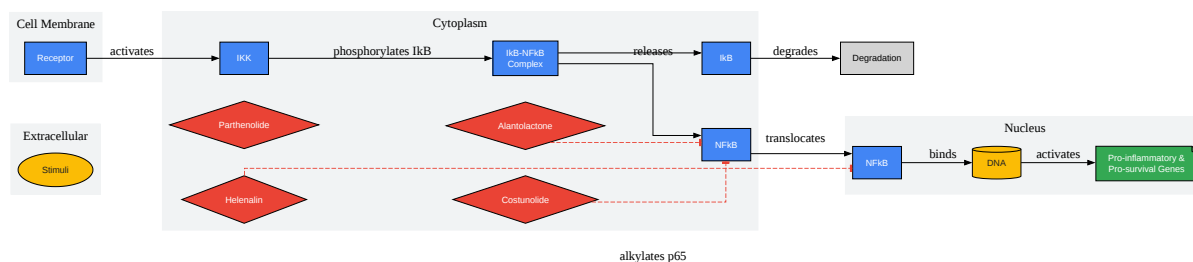 Cell Membrane
Cytoplasm
Receptor
activates
IKK
phosphorylates IkB
IkB-NFkB
Complex
releases
IkB
degrades
Degradation
Extracellular
Stimuli
Parthenolide
Alantolactone
NFkB
translocates
Nucleus
NFkB
binds
DNA
activates
Pro-inflammatory &
Pro-survival Genes
Helenalin
Costunolide
alkylates p65